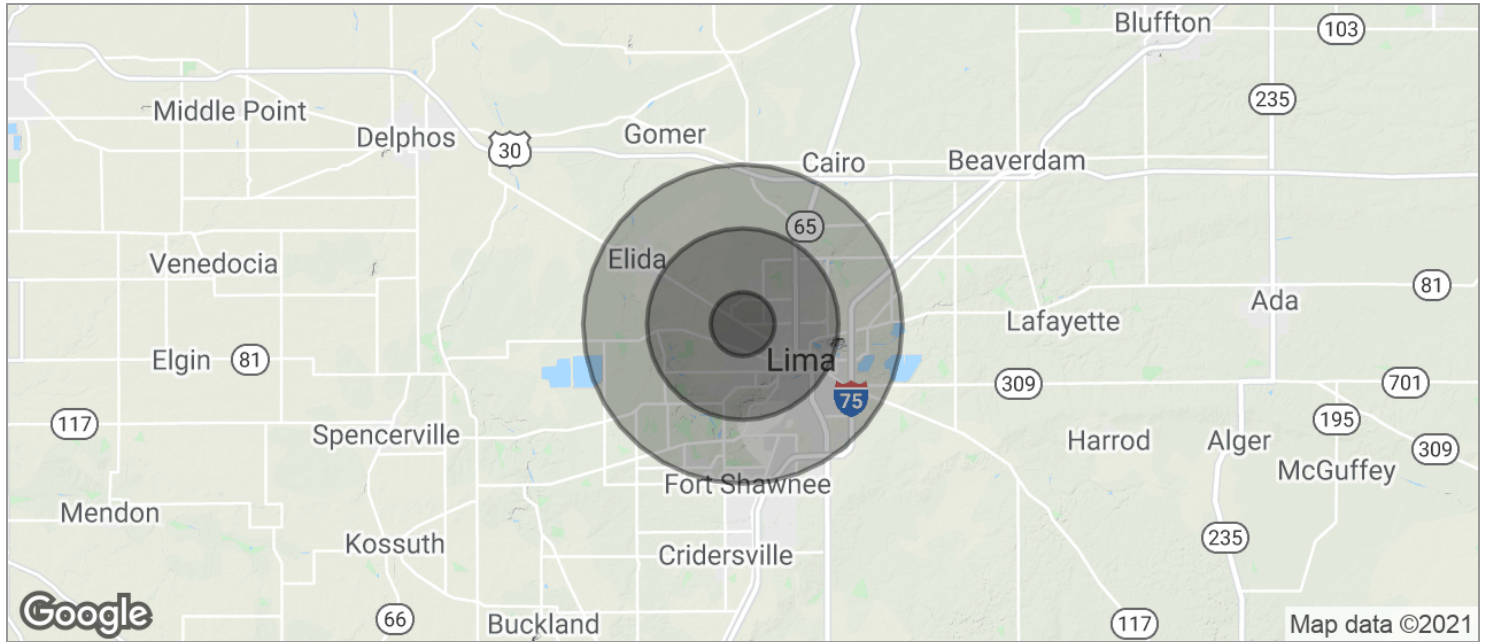 Bluffton
103
235
Middle Point
Delphos
30
Gomer
Cairo
Beaverdam
65
Elida
Venedocia
81
Ada
Lafayette
Elgin
81
Lima
309
701
75
117
195
Spencerville
Harrod
Alger
309
McGuffey
Fort Shawnee
Mendon
235
Kossuth
Cridersville
Google
66
Buckland
117
Map data ©2021